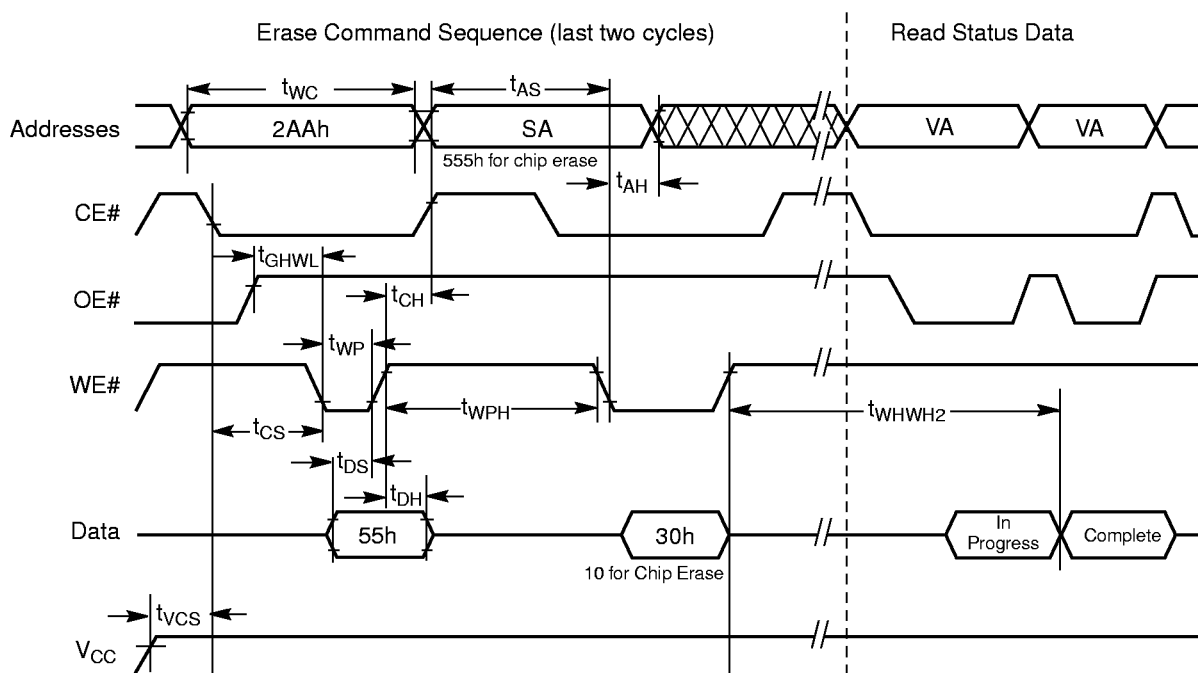 Erase Command Sequence (last two cycles)
Read Status Data
tWC
tAS
Addresses
2AAh
SA
VA
VA
555h for chip erase
tAH
CE#
tGHWL
OE#
tCH
tWP
WE#
tWPH
tWHWH2
tCS
tDS
tDH
Data
55h
30h
In
Progress
Complete
10 for Chip Erase
tVCS
VCC